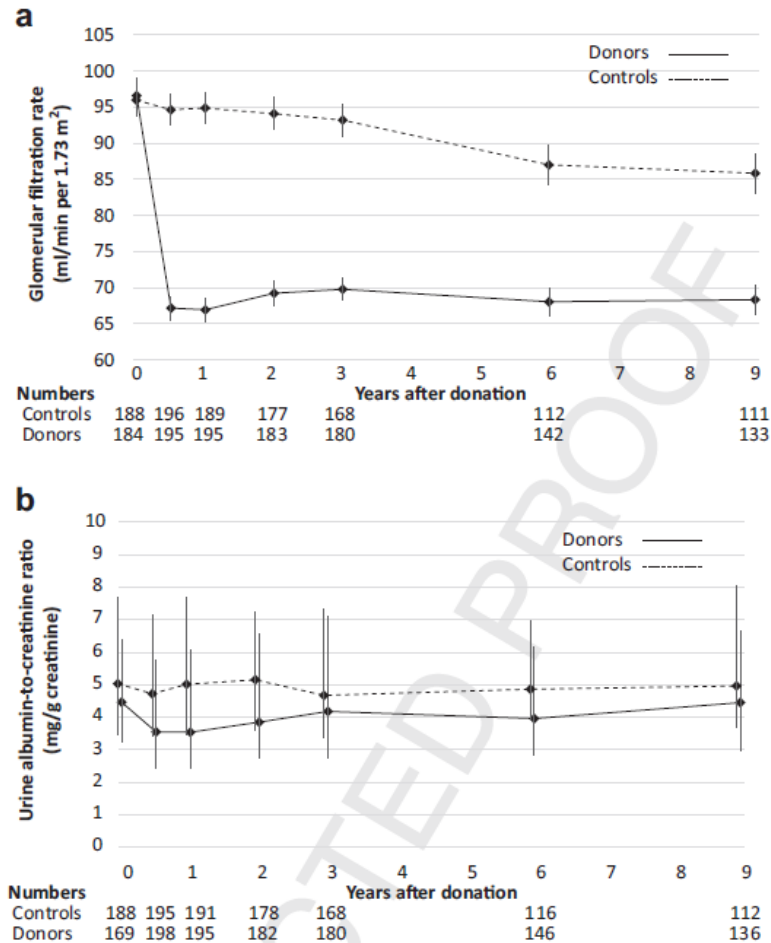 a
105
100
95
90
85
80
75
70
65
60
Glomerular filtration rate
(ml/min per 1.73 m²)
Donors
Controls
0 1 2 3 4 5 6 7 8 9
Numbers Years after donation
Controls 188 196 189 177 168 112 111
Donors 184 195 195 183 180 142 133
b
10
9
8
7
6
5
4
3
2
1
0
Urine albumin-to-creatinine ratio
(mg/g creatinine)
Donors
Controls
0 1 2 3 4 5 6 7 8 9
Numbers Years after donation
Controls 188 195 191 178 168 116 112
Donors 169 198 195 182 180 146 136
STED PROOF